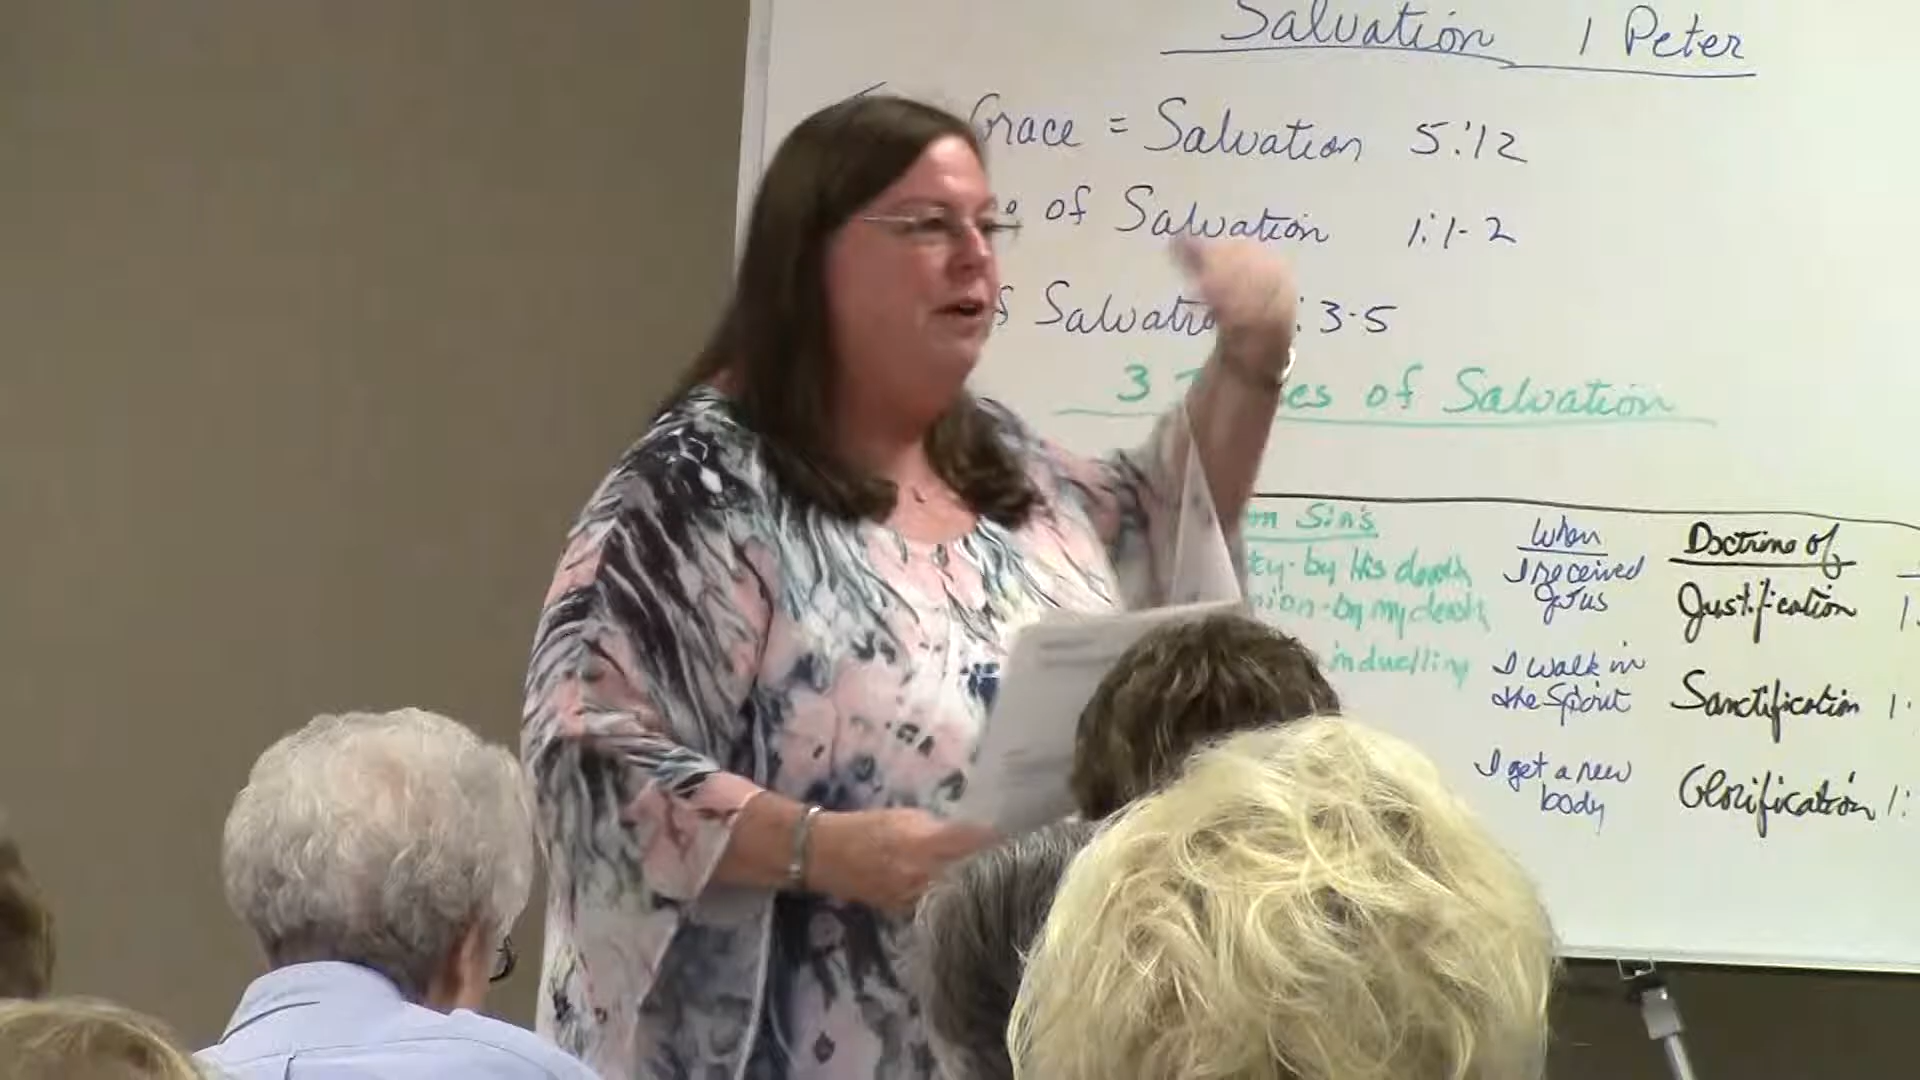 Salvation 1 Peter
Grace = Salvation 5:12
of Salvation 1:1-2
Salvation :3-5
3 of Salvation
Sin's
by His death
When
Doctrine of
by my death
I received
Jesus
Justification
indwelling
I walk in
the Spirit
Sanctification 1:
I get a new
body
Glorification 1: